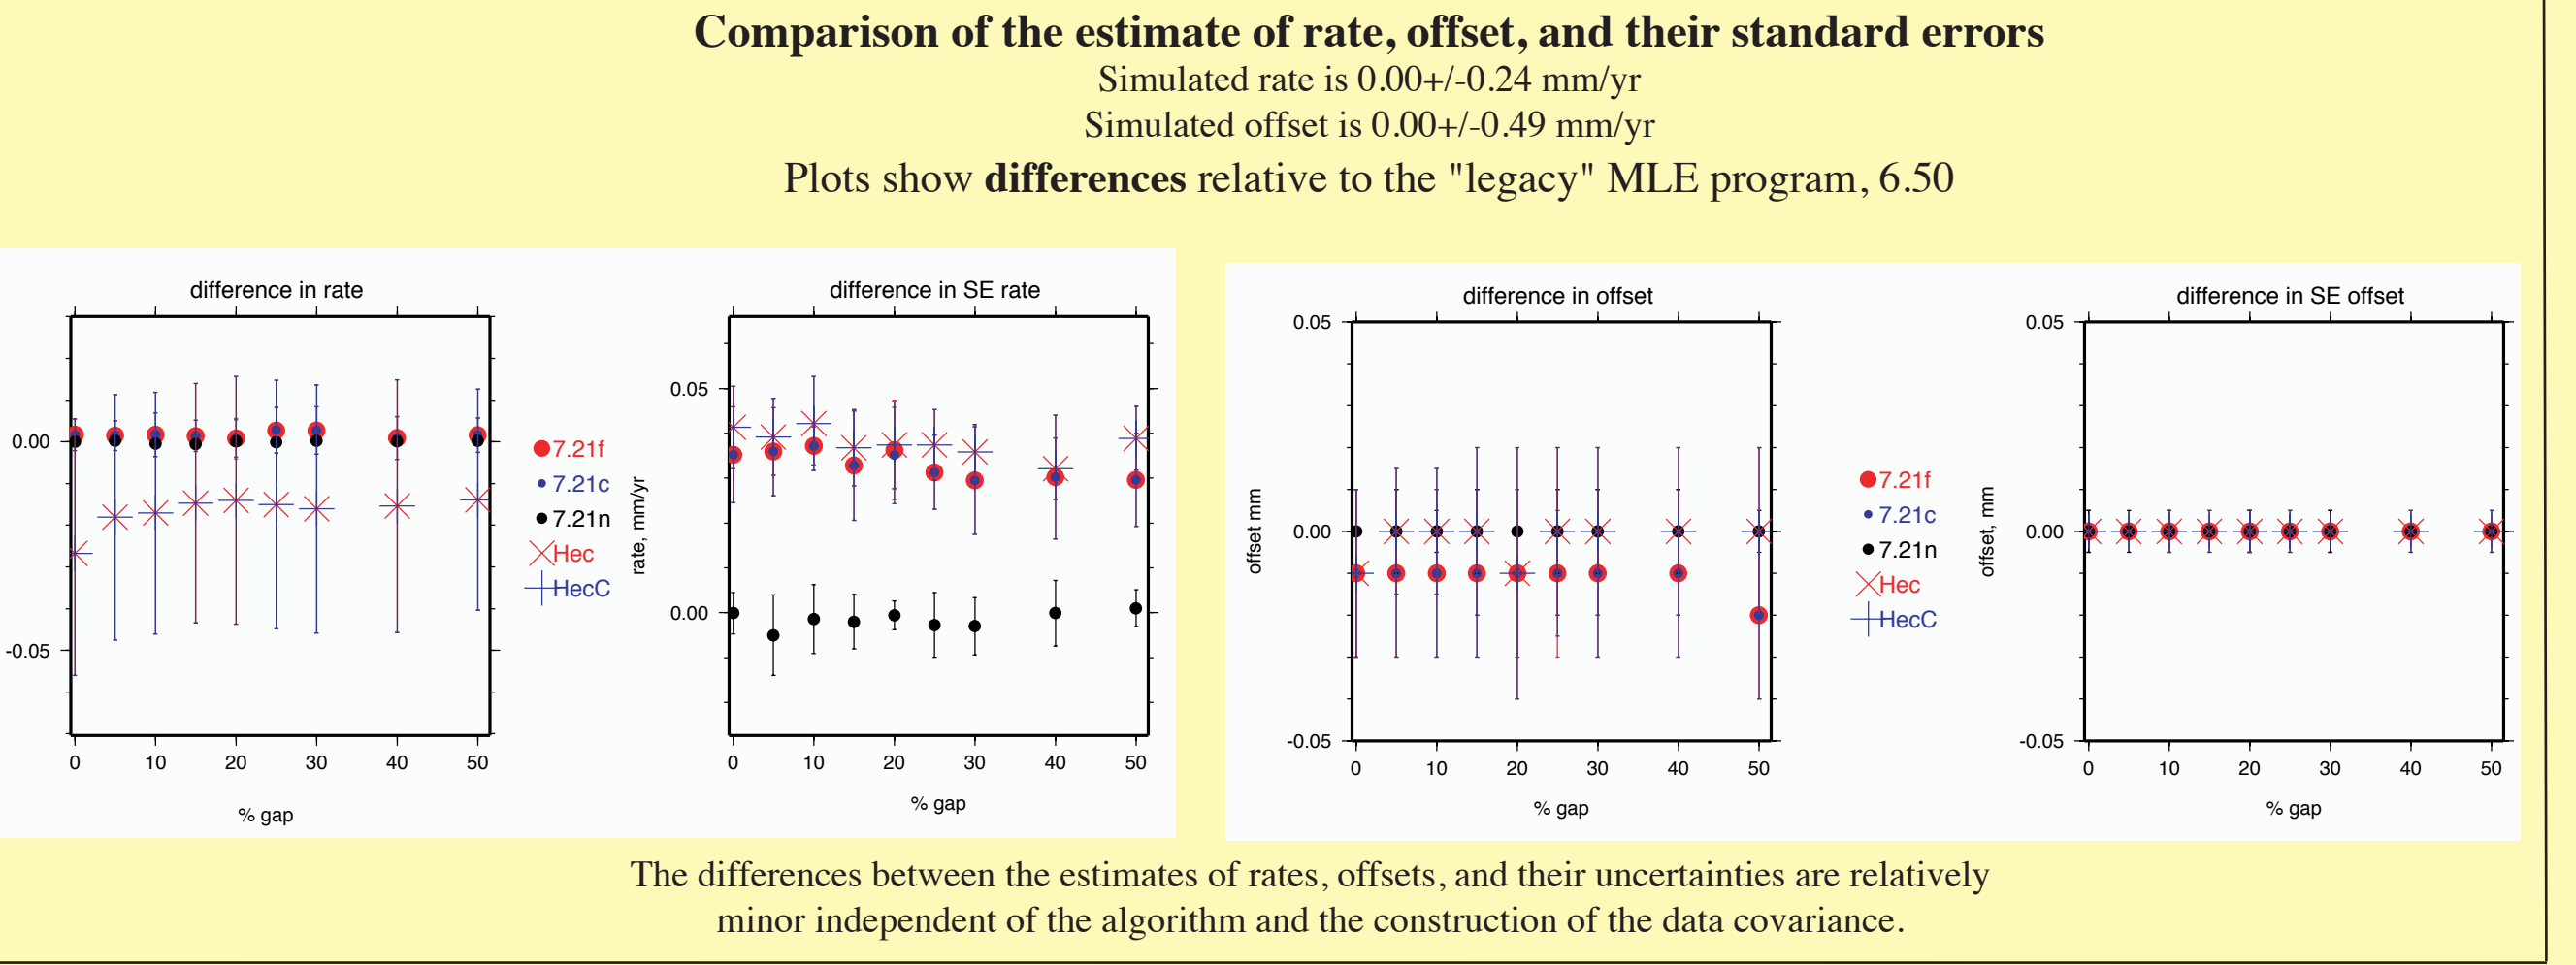 Comparison of the estimate of rate, offset, and their standard errors
Simulated rate is 0.00+/-0.24 mm/yr
Simulated offset is 0.00+/-0.49 mm/yr
Plots show differences relative to the "legacy" MLE program, 6.50
difference in rate
0.00
-0.05
0 10 20 30 40 50
% gap
7.21f
7.21c
7.21n
Hec
HecC
difference in SE rate
rate, mm/yr
0.05
0.00
0 10 20 30 40 50
% gap
difference in offset
offset mm
0.05
0.00
-0.05
0 10 20 30 40 50
% gap
7.21f
7.21c
7.21n
Hec
HecC
difference in SE offset
offset, mm
0.05
0.00
-0.05
0 10 20 30 40 50
% gap
The differences between the estimates of rates, offsets, and their uncertainties are relatively
minor independent of the algorithm and the construction of the data covariance.